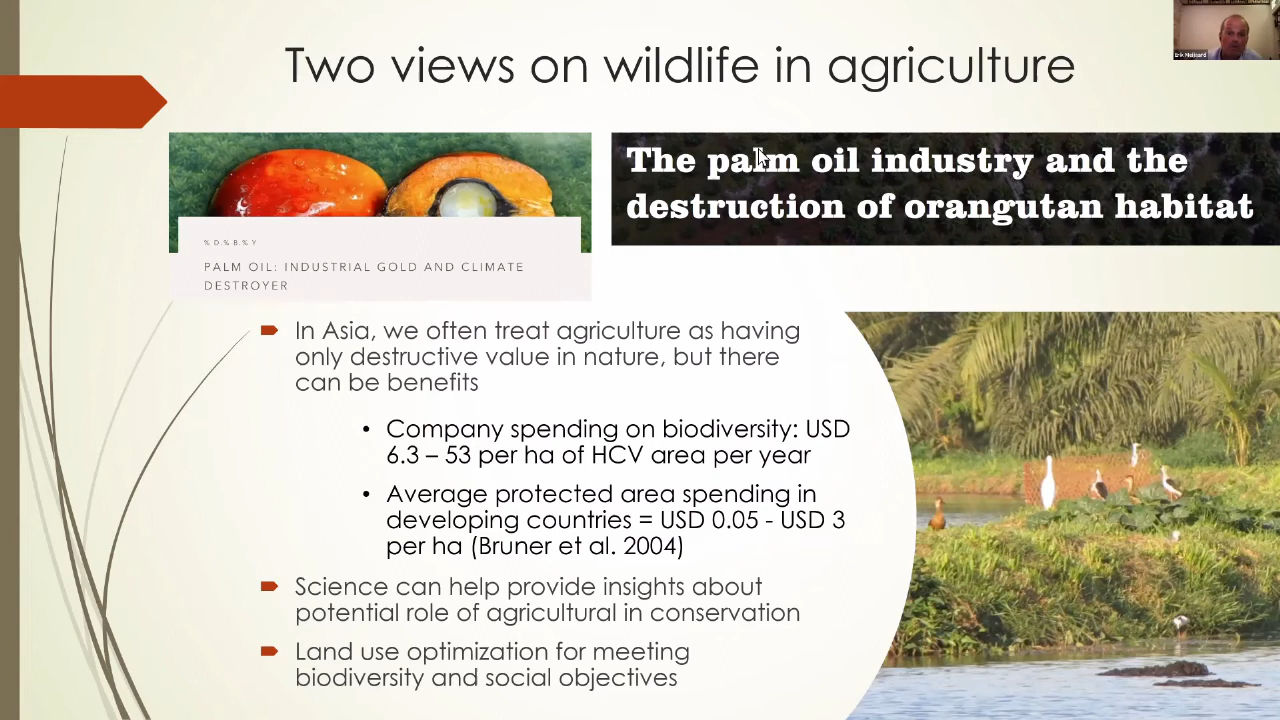 Two views on wildlife in agriculture
Erik Meijaard
% D.% B.% Y
PALM OIL: INDUSTRIAL GOLD AND CLIMATE
DESTROYER
The palm oil industry and the
destruction of orangutan habitat
In Asia, we often treat agriculture as having
only destructive value in nature, but there
can be benefits
• Company spending on biodiversity: USD
6.3 – 53 per ha of HCV area per year
• Average protected area spending in
developing countries = USD 0.05 - USD 3
per ha (Bruner et al. 2004)
Science can help provide insights about
potential role of agricultural in conservation
Land use optimization for meeting
biodiversity and social objectives